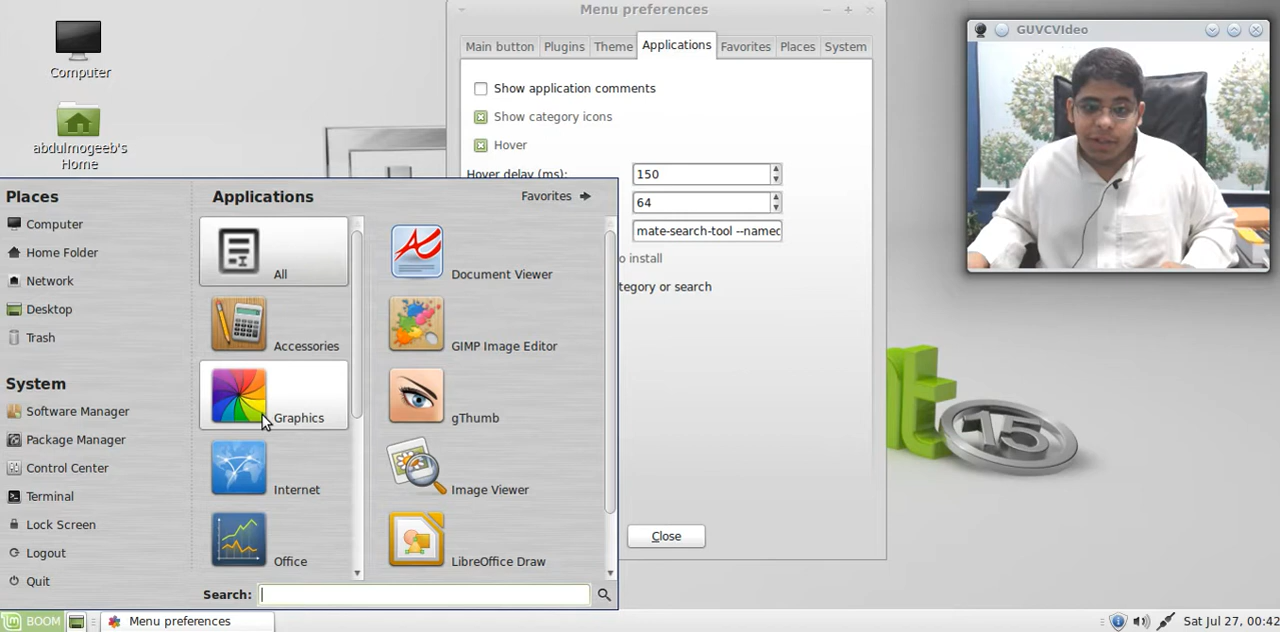 Computer
abdulmogeeb's
Home
Menu preferences
Main button
Plugins
Theme
Applications
Favorites
Places
System
Show application comments
Show category icons
Hover
Hover delay (ms):
150
64
mate-search-tool --named
o install
tegory or search
Close
GUVCVideo
Places
Computer
Home Folder
Network
Desktop
Trash
System
Software Manager
Package Manager
Control Center
Terminal
Lock Screen
Logout
Quit
Applications
Favorites
All
Accessories
Graphics
Internet
Office
Document Viewer
GIMP Image Editor
gThumb
Image Viewer
LibreOffice Draw
Search:
t
15
BOOM
Menu preferences
Sat Jul 27, 00:42